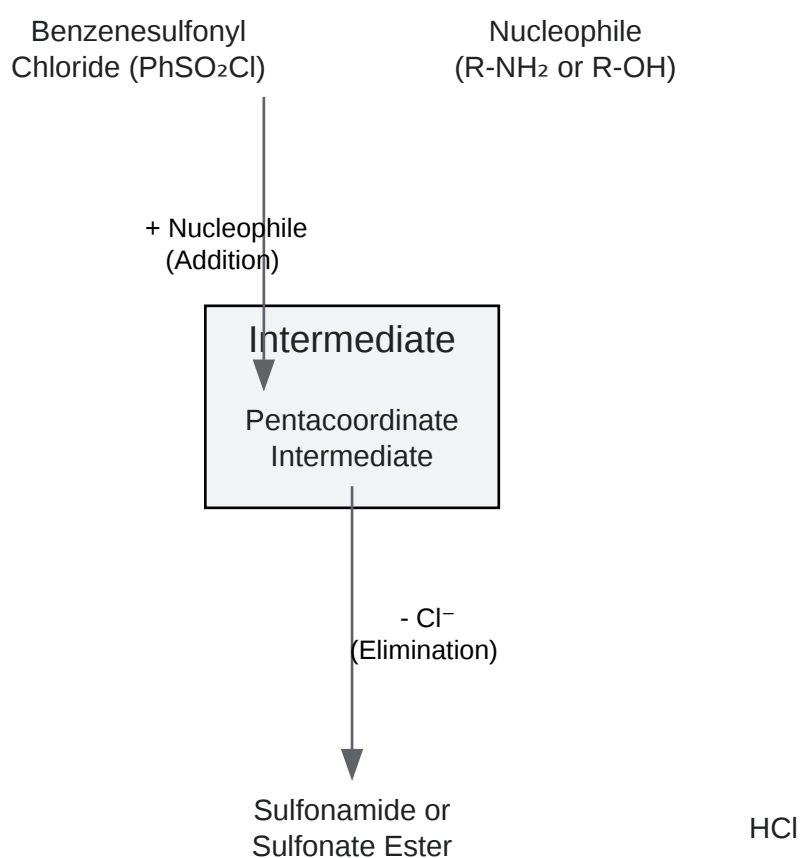 Benzenesulfonyl
Chloride (PhSO₂Cl)
Nucleophile
(R-NH₂ or R-OH)
+ Nucleophile
(Addition)
Intermediate
Pentacoordinate
Intermediate
- Cl⁻
(Elimination)
Sulfonamide or
Sulfonate Ester
HCl